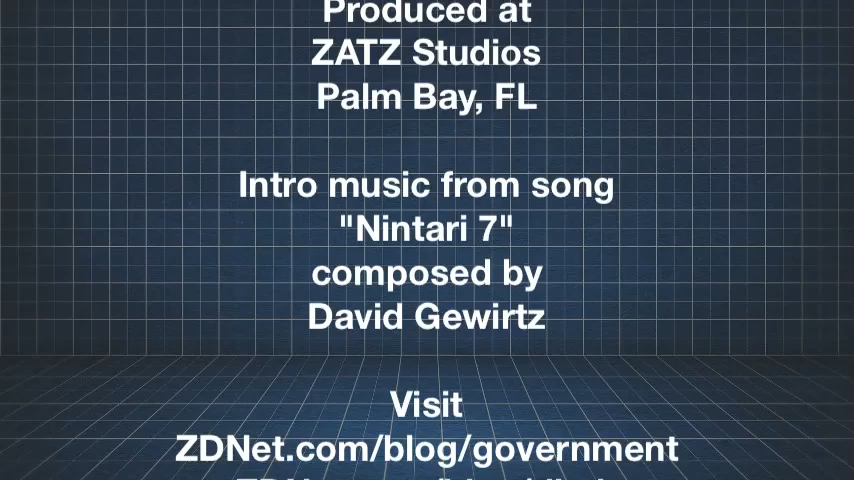 Produced at
ZATZ Studios
Palm Bay, FL
Intro music from song
"Nintari 7"
composed by
David Gewirtz
Visit
ZDNet.com/blog/government